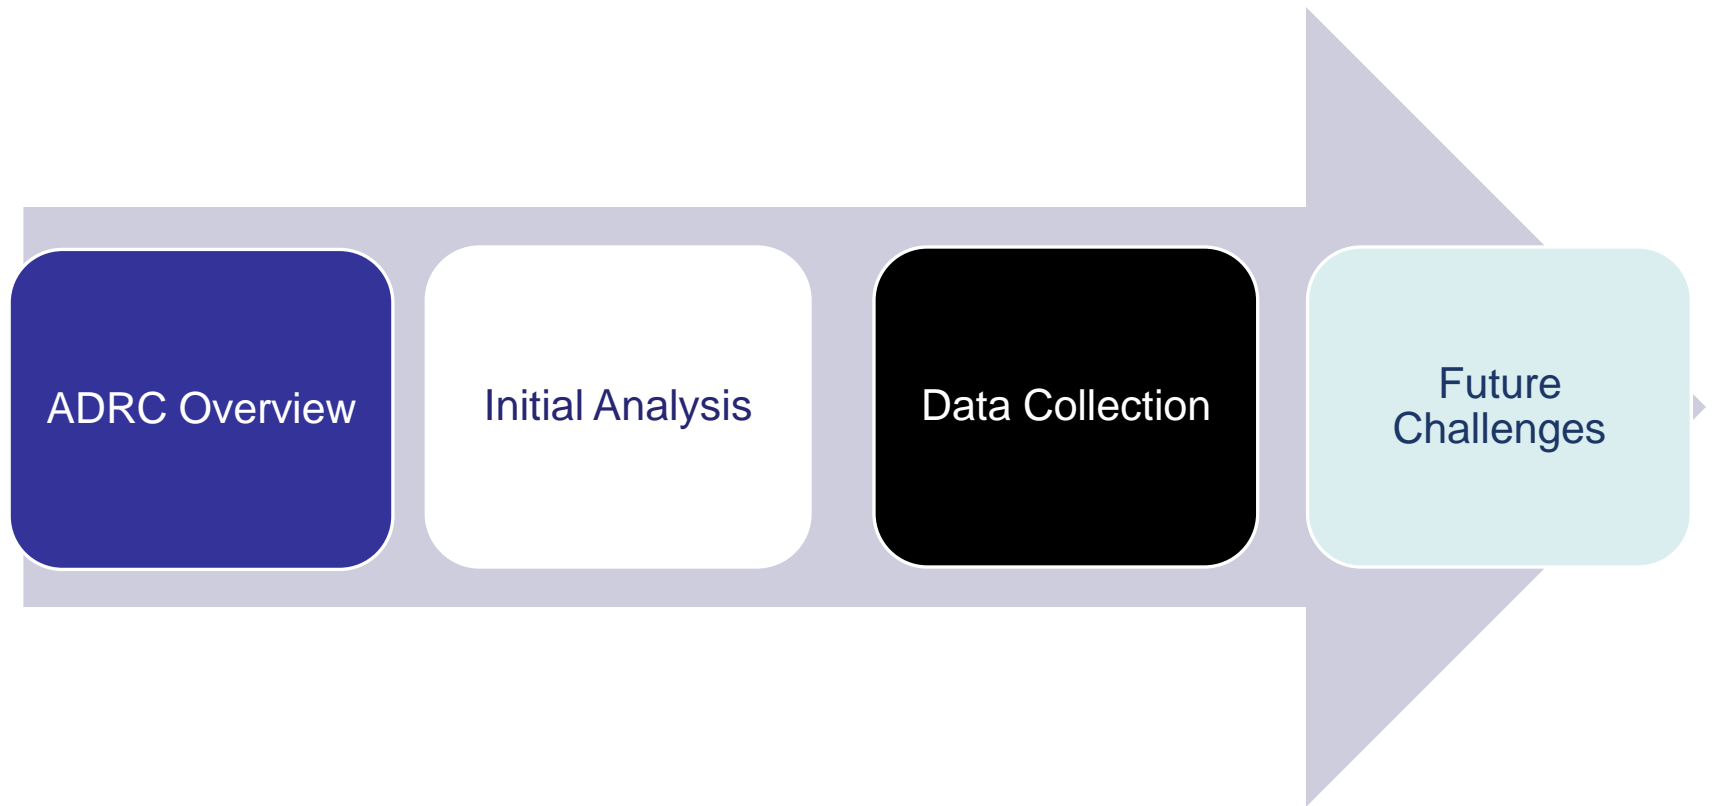 ADRC Overview
Initial Analysis
Data Collection
Future
Challenges